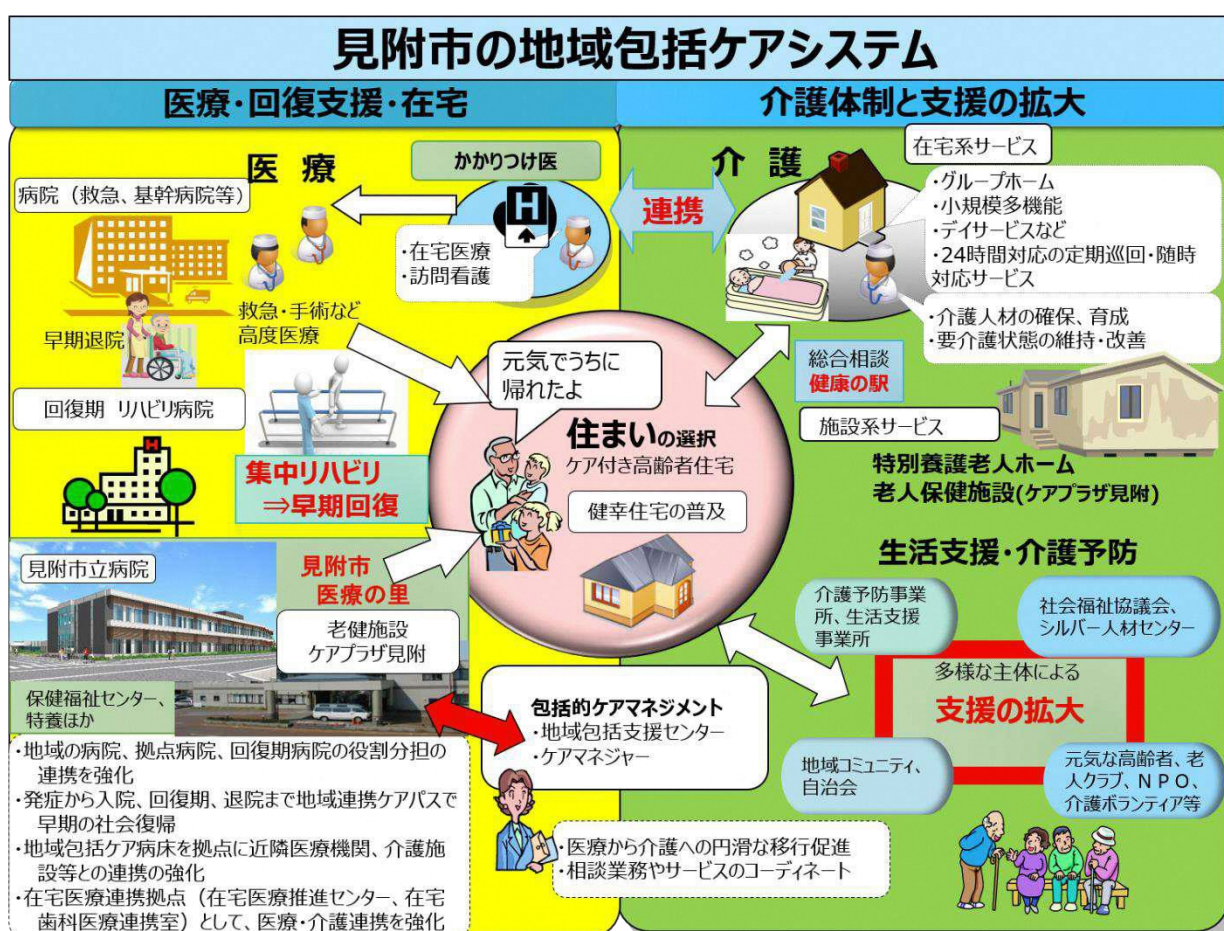 見附市の地域包括ケアシステム
医療・回復支援・在宅
介護体制と支援の拡大
医 療
病院（救急、基幹病院等）
かかりつけ医
H
・在宅医療
・訪問看護
早期退院
救急・手術など
高度医療
回復期 リハビリ病院
H
集中リハビリ
⇒早期回復
連携
介 護
在宅系サービス
・グループホーム
・小規模多機能
・デイサービスなど
・24時間対応の定期巡回・随時
対応サービス
・介護人材の確保、育成
・要介護状態の維持・改善
総合相談
健康の駅
施設系サービス
特別養護老人ホーム
老人保健施設(ケアプラザ見附)
元気でうちに
帰れたよ
住まいの選択
ケア付き高齢者住宅
健幸住宅の普及
見附市立病院
見附市
医療の里
老健施設
ケアプラザ見附
保健福祉センター、
特養ほか
包括的ケアマネジメント
・地域包括支援センター
・ケアマネジャー
生活支援・介護予防
介護予防事業
所、生活支援
事業所
社会福祉協議会、
シルバー人材センター
多様な主体による
支援の拡大
地域コミュニティ、
自治会
元気な高齢者、老
人クラブ、ＮＰＯ、
介護ボランティア等
・地域の病院、拠点病院、回復期病院の役割分担の
連携を強化
・発症から入院、回復期、退院まで地域連携ケアパスで
早期の社会復帰
・地域包括ケア病床を拠点に近隣医療機関、介護施
設等との連携の強化
・在宅医療連携拠点（在宅医療推進センター、在宅
歯科医療連携室）として、医療・介護連携を強化
・医療から介護への円滑な移行促進
・相談業務やサービスのコーディネート